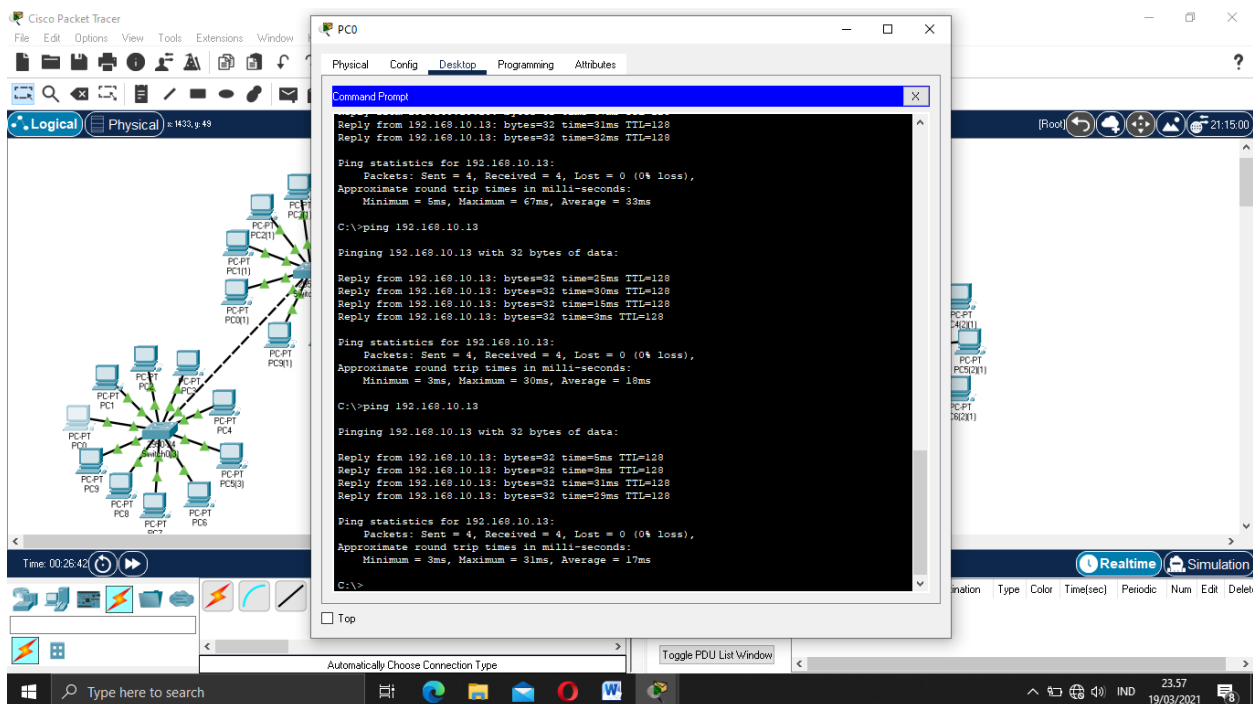 Cisco Packet Tracer
File Edit Options View Tools Extensions Window
Logical Physical x: 1433, y: 49
[Root] 21:15:00
PC0
Physical Config Desktop Programming Attributes
Command Prompt
X
Reply from 192.168.10.13: bytes=32 time=31ms TTL=128
Reply from 192.168.10.13: bytes=32 time=32ms TTL=128
Ping statistics for 192.168.10.13:
Packets: Sent = 4, Received = 4, Lost = 0 (0% loss),
Approximate round trip times in milli-seconds:
Minimum = 5ms, Maximum = 67ms, Average = 33ms
C:\>ping 192.168.10.13
Pinging 192.168.10.13 with 32 bytes of data:
Reply from 192.168.10.13: bytes=32 time=25ms TTL=128
Reply from 192.168.10.13: bytes=32 time=30ms TTL=128
Reply from 192.168.10.13: bytes=32 time=15ms TTL=128
Reply from 192.168.10.13: bytes=32 time=3ms TTL=128
Ping statistics for 192.168.10.13:
Packets: Sent = 4, Received = 4, Lost = 0 (0% loss),
Approximate round trip times in milli-seconds:
Minimum = 3ms, Maximum = 30ms, Average = 18ms
C:\>ping 192.168.10.13
Pinging 192.168.10.13 with 32 bytes of data:
Reply from 192.168.10.13: bytes=32 time=5ms TTL=128
Reply from 192.168.10.13: bytes=32 time=3ms TTL=128
Reply from 192.168.10.13: bytes=32 time=31ms TTL=128
Reply from 192.168.10.13: bytes=32 time=29ms TTL=128
Ping statistics for 192.168.10.13:
Packets: Sent = 4, Received = 4, Lost = 0 (0% loss),
Approximate round trip times in milli-seconds:
Minimum = 3ms, Maximum = 31ms, Average = 17ms
C:\>
Top
PC-PT
PC2(1)
PC-PT
PC1(1)
PC-PT
PC0(1)
PC-PT
PC9(1)
PC-PT
PC-PT
PC3
PC-PT
PC1
PC-PT
PC4
PC-PT
PC0
Switch0(3)
PC-PT
PC5(3)
PC-PT
PC9
PC-PT
PC8
PC-PT
PC6
PC-PT
PC7
PC-PT
PC-PT
PC5(2)(1)
PC-PT
Time: 00:26:42
Realtime Simulation
Type Color Time(sec) Periodic Num Edit
Toggle PDU List Window
Automatically Choose Connection Type
Type here to search
IND
23.57
19/03/2021
8